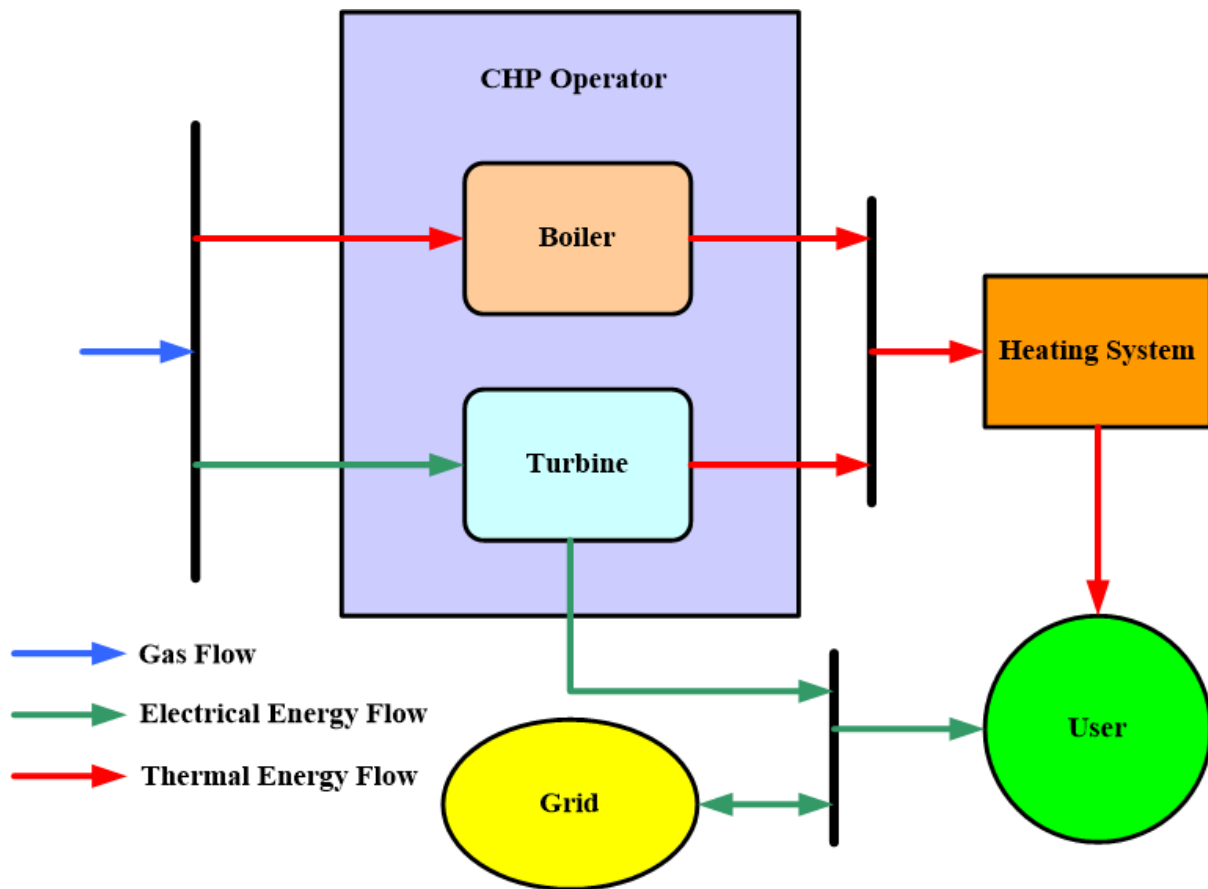 CHP Operator
Boiler
Heating System
Turbine
Gas Flow
Electrical Energy Flow
User
Thermal Energy Flow
Grid